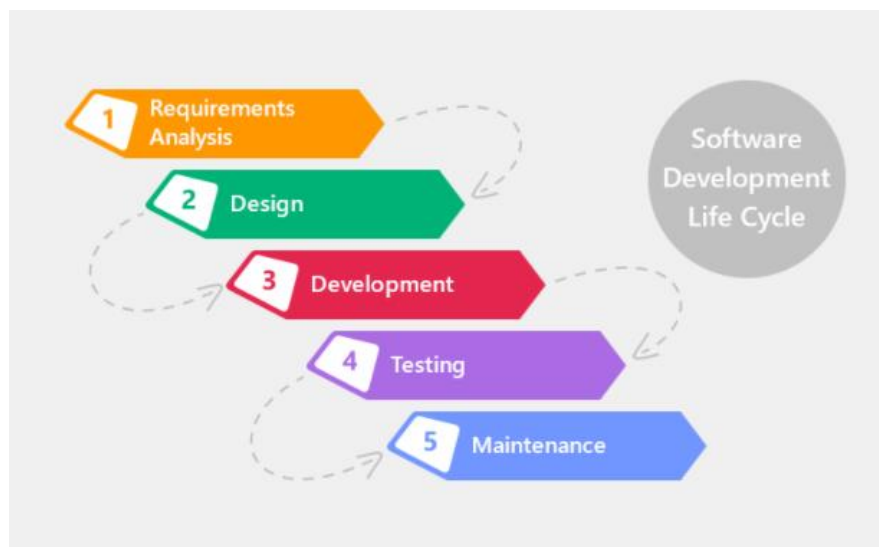 1
Requirements
Analysis
2
Design
3
Development
4
Testing
5
Maintenance
Software
Development
Life Cycle